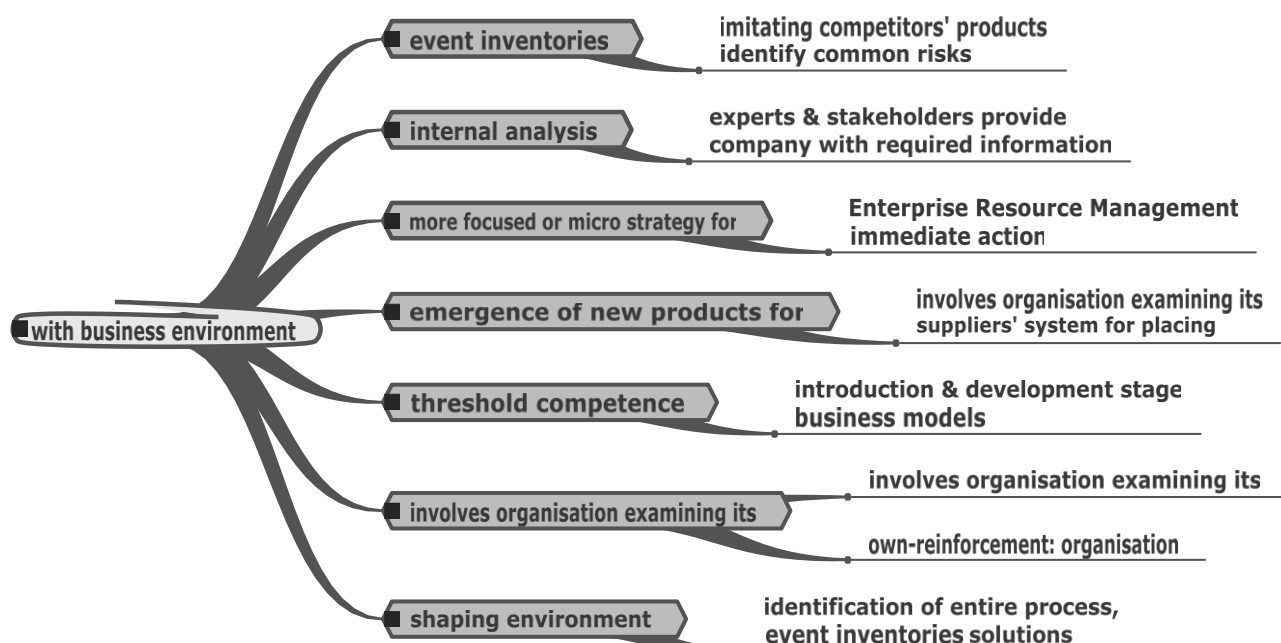 event inventories
imitating competitors' products
identify common risks
internal analysis
experts & stakeholders provide
company with required information
more focused or micro strategy for
Enterprise Resource Management
immediate action
with business environment
emergence of new products for
involves organisation examining its
suppliers' system for placing
threshold competence
introduction & development stage
business models
involves organisation examining its
involves organisation examining its
own-reinforcement: organisation
shaping environment
identification of entire process,
event inventories solutions